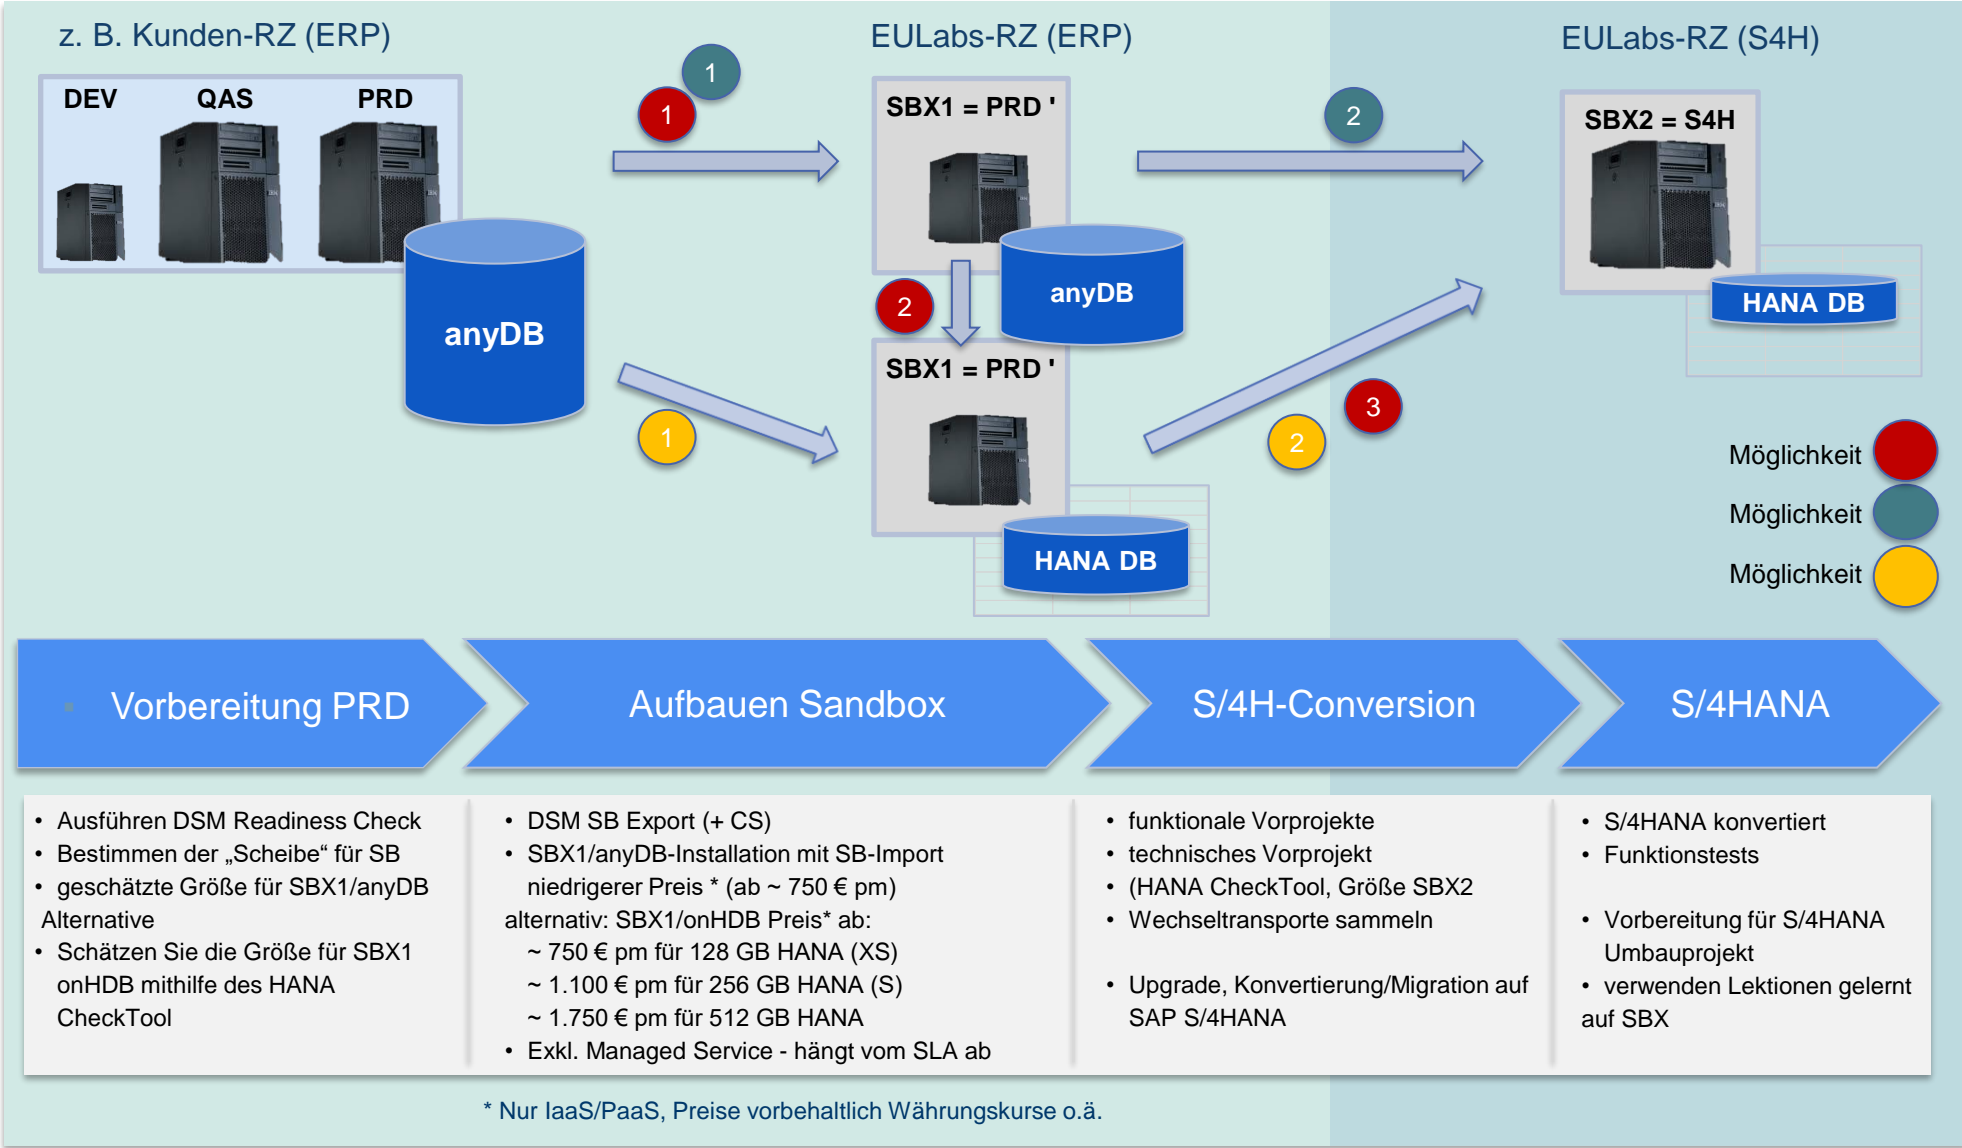 z. B. Kunden-RZ (ERP)
EULabs-RZ (ERP)
EULabs-RZ (S4H)
DEV
QAS
PRD
anyDB
1
1
SBX1 = PRD '
anyDB
2
SBX2 = S4H
HANA DB
2
SBX1 = PRD '
HANA DB
1
2
3
Möglichkeit
Möglichkeit
Möglichkeit
Vorbereitung PRD
Aufbauen Sandbox
S/4H-Conversion
S/4HANA
• Ausführen DSM Readiness Check
• Bestimmen der „Scheibe“ für SB
• geschätzte Größe für SBX1/anyDB
Alternative
• Schätzen Sie die Größe für SBX1
onHDB mithilfe des HANA
CheckTool
• DSM SB Export (+ CS)
• SBX1/anyDB-Installation mit SB-Import
niedrigerer Preis * (ab ~ 750 € pm)
alternativ: SBX1/onHDB Preis* ab:
~ 750 € pm für 128 GB HANA (XS)
~ 1.100 € pm für 256 GB HANA (S)
~ 1.750 € pm für 512 GB HANA
• Exkl. Managed Service - hängt vom SLA ab
• funktionale Vorprojekte
• technisches Vorprojekt
• (HANA CheckTool, Größe SBX2
• Wechseltransporte sammeln
• Upgrade, Konvertierung/Migration auf
SAP S/4HANA
• S/4HANA konvertiert
• Funktionstests
• Vorbereitung für S/4HANA
Umbauprojekt
• verwenden Lektionen gelernt
auf SBX
* Nur IaaS/PaaS, Preise vorbehaltlich Währungskurse o.ä.